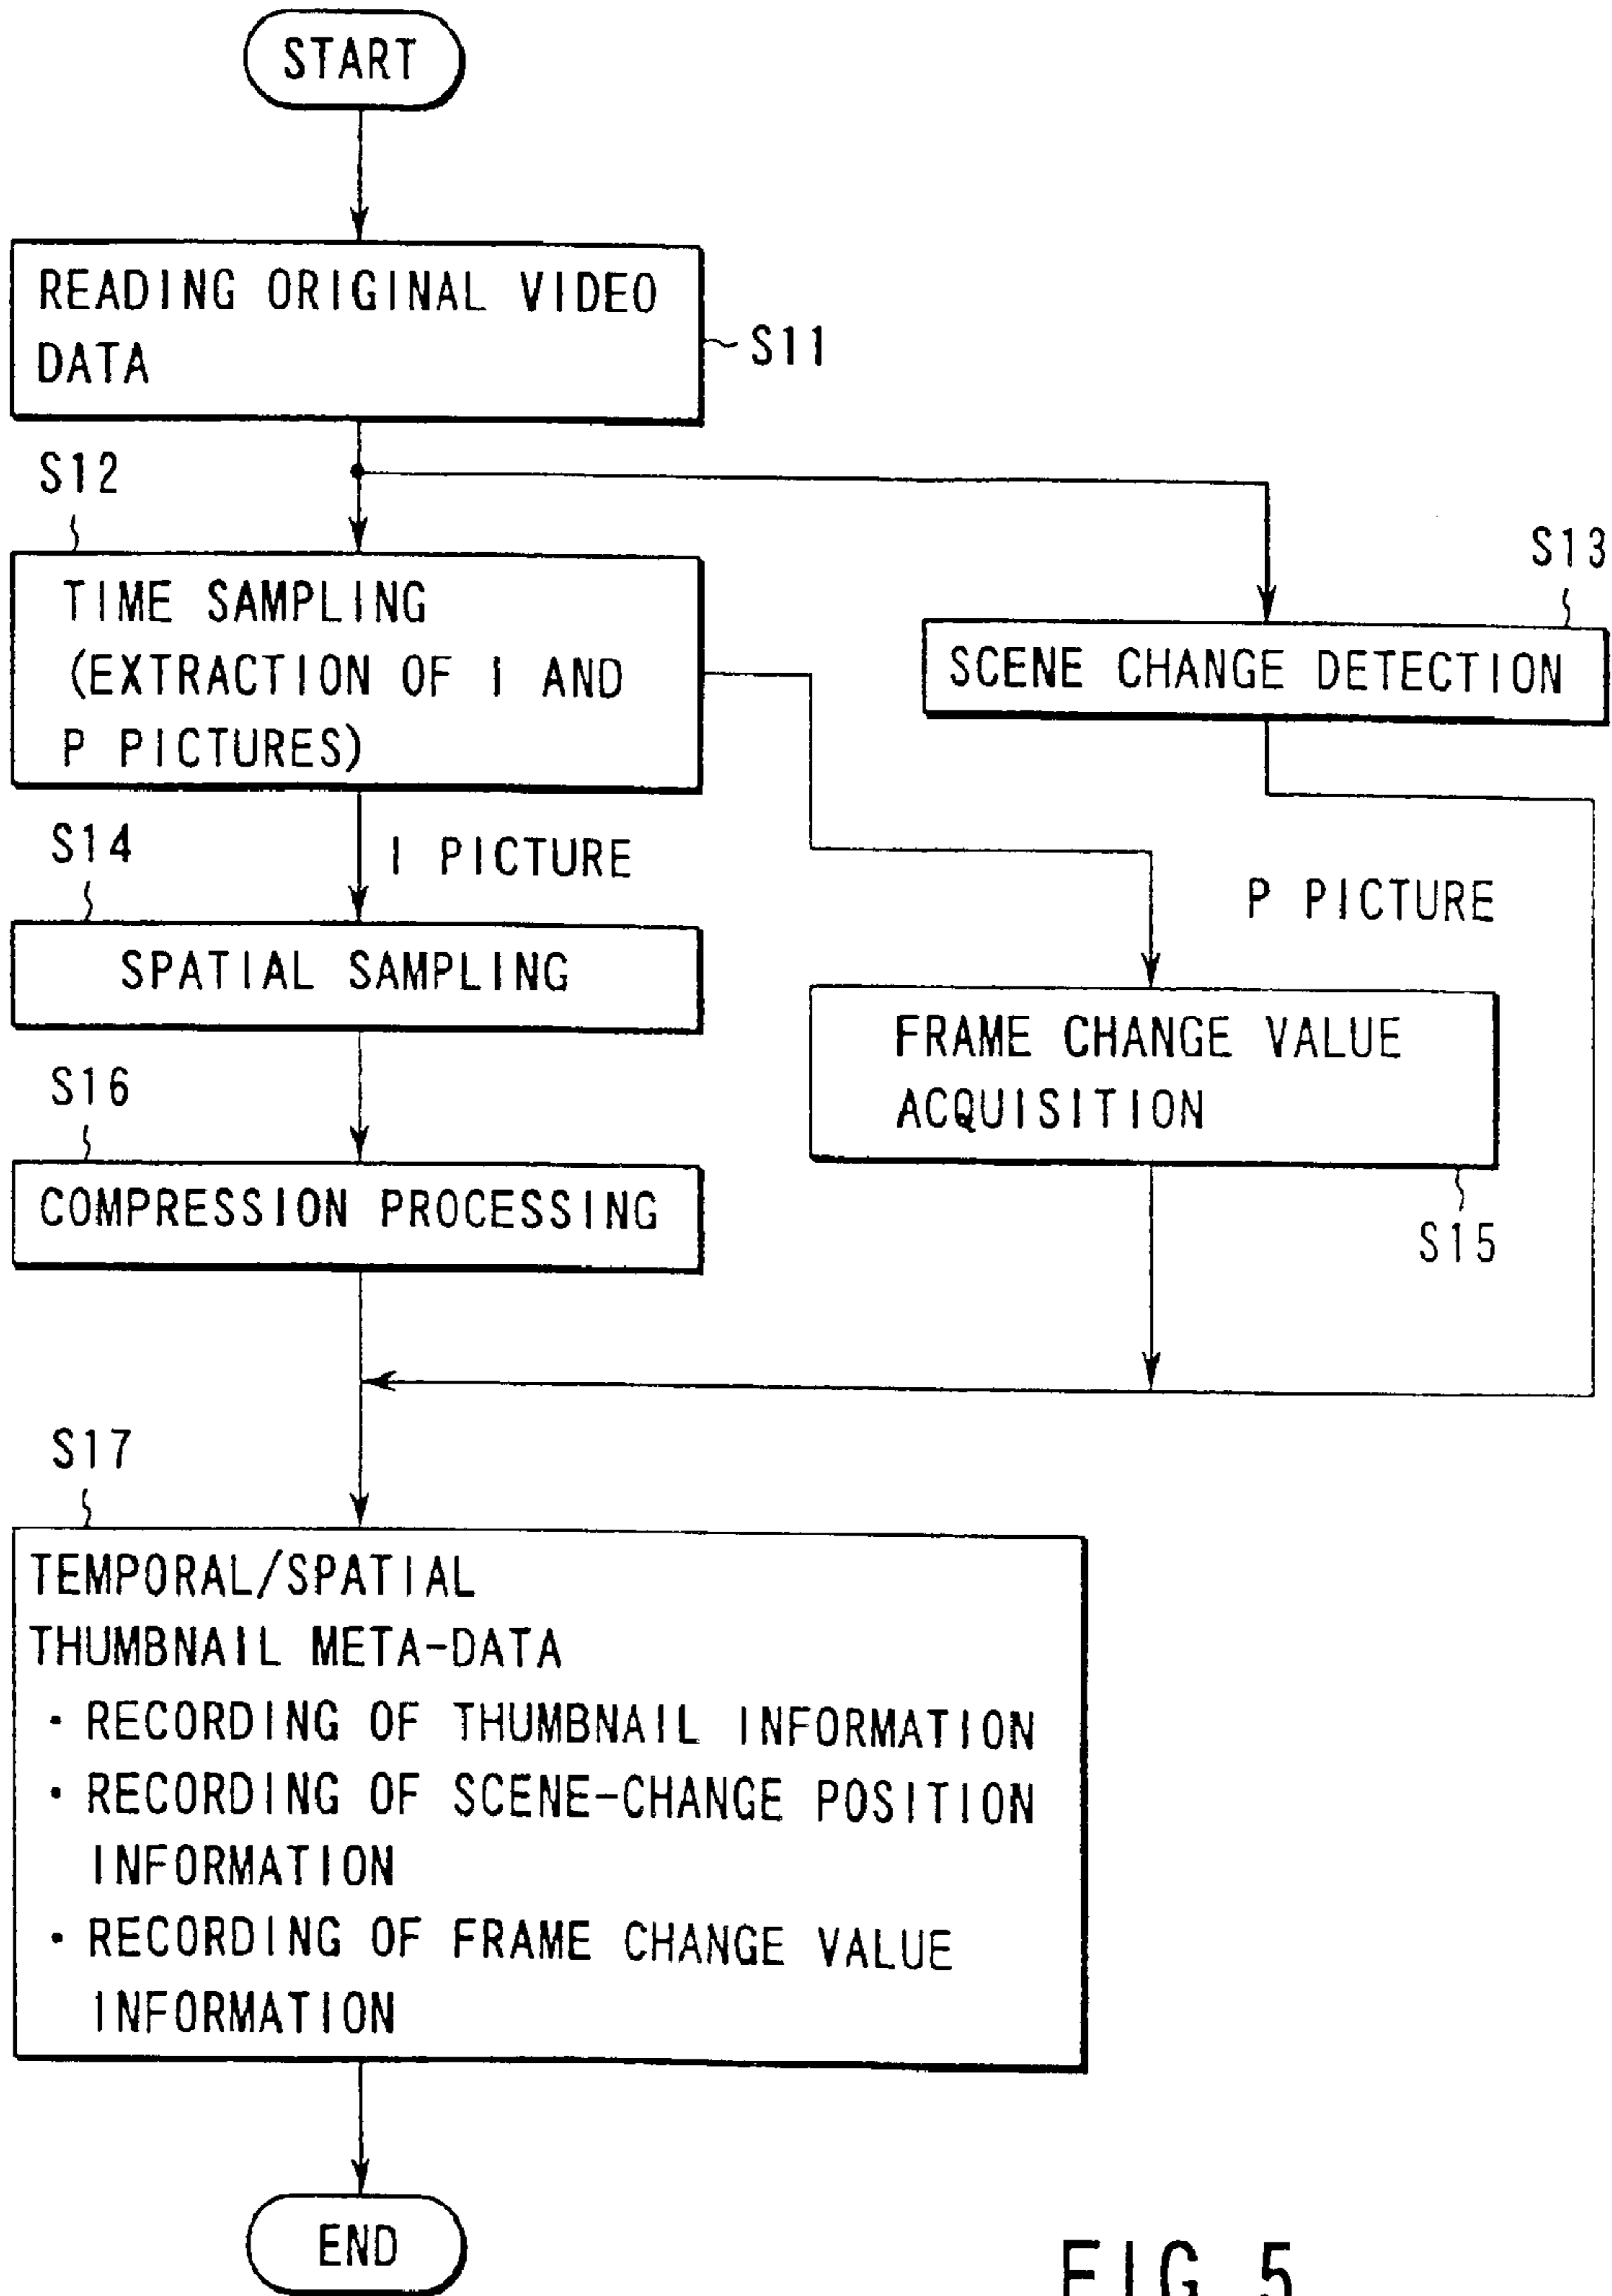 START
READING ORIGINAL VIDEO
DATA
S11
S12
TIME SAMPLING
(EXTRACTION OF I AND
P PICTURES)
S13
SCENE CHANGE DETECTION
S14
I PICTURE
P PICTURE
SPATIAL SAMPLING
FRAME CHANGE VALUE
ACQUISITION
S15
S16
COMPRESSION PROCESSING
S17
TEMPORAL/SPATIAL
THUMBNAIL META-DATA
· RECORDING OF THUMBNAIL INFORMATION
· RECORDING OF SCENE-CHANGE POSITION
INFORMATION
· RECORDING OF FRAME CHANGE VALUE
INFORMATION
END
FIG. 5